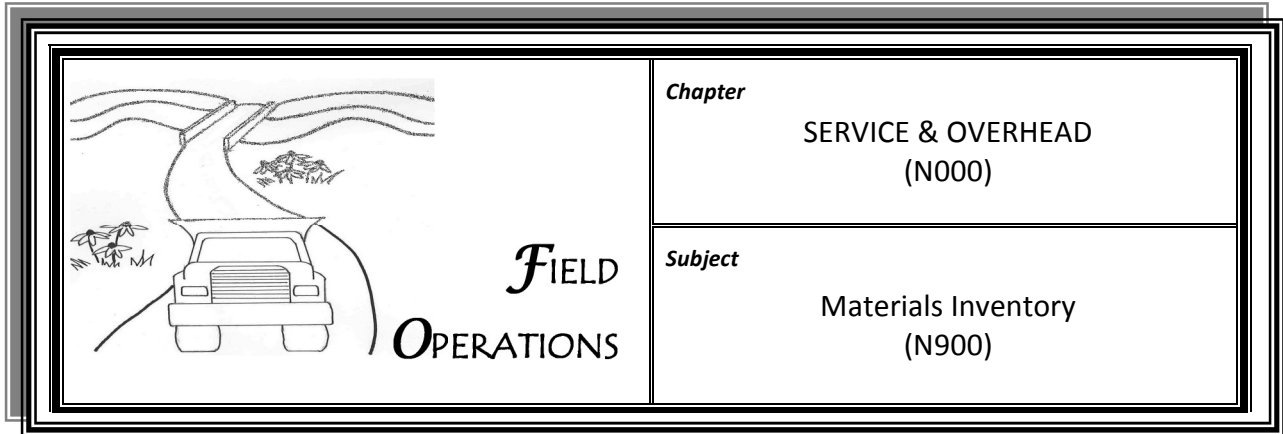 FIELD
OPERATIONS
Chapter
SERVICE & OVERHEAD
(N000)
Subject
Materials Inventory
(N900)